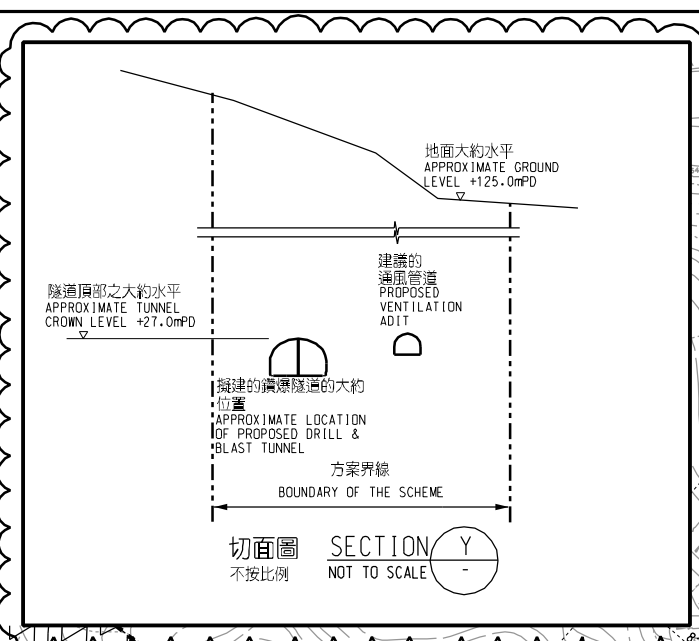 地面大約水平
APPROXIMATE GROUND
LEVEL +125.0mPD
建議的
通風管道
PROPOSED
VENTILATION
ADIT
隧道頂部之大約水平
APPROXIMATE TUNNEL
CROWN LEVEL +27.0mPD
擬建的鑽爆隧道的大約
位置
APPROXIMATE LOCATION
OF PROPOSED DRILL &
BLAST TUNNEL
方案界線
BOUNDARY OF THE SCHEME
切面圖 SECTION Y
不按比例 NOT TO SCALE -